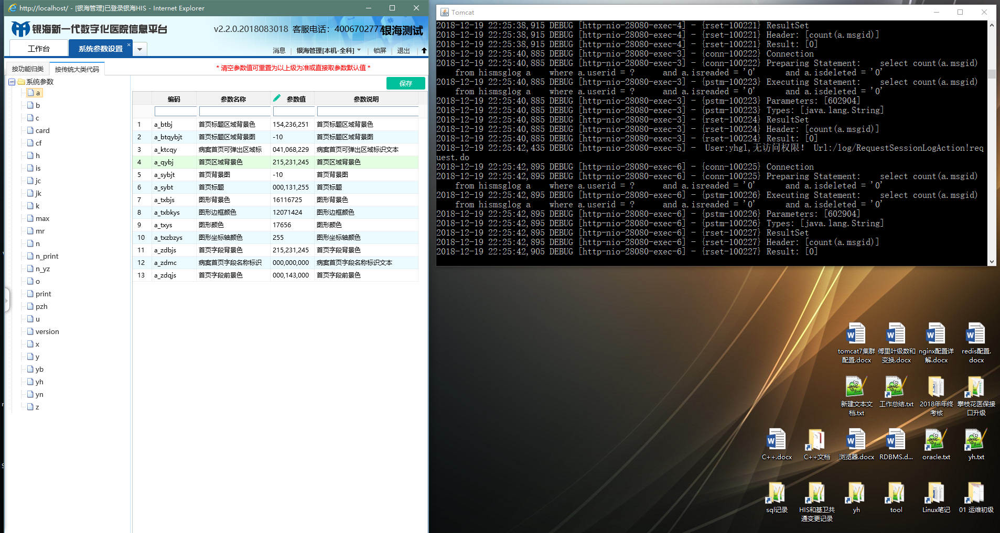 http://localhost/ - [银海管理]已登录银海HIS - Internet Explorer
银海新一代数字化医院信息平台
v2.2.0.2018083018 客服电话：4006702777
银海测试
工作台
系统参数设置
消息
银海管理[本机-全科]
锁屏
退出
按功能归类
按传统大类代码
* 清空参数值可重置为以上级为准或直接取参数默认值 *
系统参数
a
b
c
card
cf
h
is
jc
jk
k
max
mr
n
n_print
n_yz
o
print
pzh
u
version
x
y
yb
yh
yn
z
保存
编码 参数名称 参数值 参数说明
1 a_btbj 首页标题区域背景色 154,236,251 首页标题区域背景色
2 a_btqybjt 首页标题区域背景图 -10 首页标题区域背景图
3 a_ktcqy 病案首页可弹出区域标 041,068,229 病案首页可弹出区域标识文本
4 a_qybj 首页区域背景色 215,231,245 首页区域背景色
5 a_sybjt 首页背景图 -10 首页背景图
6 a_sybt 首页标题 000,131,255 首页标题
7 a_txbjs 图形背景色 16116725 图形背景色
8 a_txbkys 图形边框颜色 12071424 图形边框颜色
9 a_txys 图形颜色 17656 图形颜色
10 a_txzbzys 图形坐标轴颜色 255 图形坐标轴颜色
11 a_zdbjs 首页字段背景色 215,231,245 首页字段背景色
12 a_zdmc 病案首页字段名称标识 000,000,000 病案首页字段名称标识文本
13 a_zdqjs 首页字段前景色 000,143,000 首页字段前景色
Tomcat
2018-12-19 22:25:38,915 DEBUG [http-nio-28080-exec-4] - {rset-100221} ResultSet
2018-12-19 22:25:38,915 DEBUG [http-nio-28080-exec-4] - {rset-100221} Header: [count(a.msgid)]
2018-12-19 22:25:38,915 DEBUG [http-nio-28080-exec-4] - {rset-100221} Result: [0]
2018-12-19 22:25:40,885 DEBUG [http-nio-28080-exec-3] - {conn-100222} Connection
2018-12-19 22:25:40,885 DEBUG [http-nio-28080-exec-3] - {conn-100222} Preparing Statement: select count(a.msgid)
from hismsglog a where a.userid = ? and a.isreaded = '0' and a.isdeleted = '0'
2018-12-19 22:25:40,885 DEBUG [http-nio-28080-exec-3] - {pstm-100223} Executing Statement: select count(a.msgid)
from hismsglog a where a.userid = ? and a.isreaded = '0' and a.isdeleted = '0'
2018-12-19 22:25:40,885 DEBUG [http-nio-28080-exec-3] - {pstm-100223} Parameters: [602904]
2018-12-19 22:25:40,885 DEBUG [http-nio-28080-exec-3] - {pstm-100223} Types: [java.lang.String]
2018-12-19 22:25:40,885 DEBUG [http-nio-28080-exec-3] - {rset-100224} ResultSet
2018-12-19 22:25:40,885 DEBUG [http-nio-28080-exec-3] - {rset-100224} Header: [count(a.msgid)]
2018-12-19 22:25:40,885 DEBUG [http-nio-28080-exec-3] - {rset-100224} Result: [0]
2018-12-19 22:25:42,435 DEBUG [http-nio-28080-exec-5] - User:yhgl,无访问权限！ Url:/log/RequestSessionLogAction!req
uest.do
2018-12-19 22:25:42,895 DEBUG [http-nio-28080-exec-6] - {conn-100225} Connection
2018-12-19 22:25:42,895 DEBUG [http-nio-28080-exec-6] - {conn-100225} Preparing Statement: select count(a.msgid)
from hismsglog a where a.userid = ? and a.isreaded = '0' and a.isdeleted = '0'
2018-12-19 22:25:42,895 DEBUG [http-nio-28080-exec-6] - {pstm-100226} Executing Statement: select count(a.msgid)
from hismsglog a where a.userid = ? and a.isreaded = '0' and a.isdeleted = '0'
2018-12-19 22:25:42,895 DEBUG [http-nio-28080-exec-6] - {pstm-100226} Parameters: [602904]
2018-12-19 22:25:42,895 DEBUG [http-nio-28080-exec-6] - {pstm-100226} Types: [java.lang.String]
2018-12-19 22:25:42,895 DEBUG [http-nio-28080-exec-6] - {rset-100227} ResultSet
2018-12-19 22:25:42,895 DEBUG [http-nio-28080-exec-6] - {rset-100227} Header: [count(a.msgid)]
2018-12-19 22:25:42,905 DEBUG [http-nio-28080-exec-6] - {rset-100227} Result: [0]
tomcat7集群
配置.docx
傅里叶级数和
变换.docx
nginx配置详
解.docx
redis配置.
docx
新建文本文
档.txt
工作总结.txt
2018年年终
考核
攀枝花医保接
口升级
C++.docx
C++文档
浏览器.docx
RDBMS.d...
oracle.txt
yh.txt
sql记录
HIS和基卫共
通变更记录
yh
tool
Linux笔记
01 运维初级